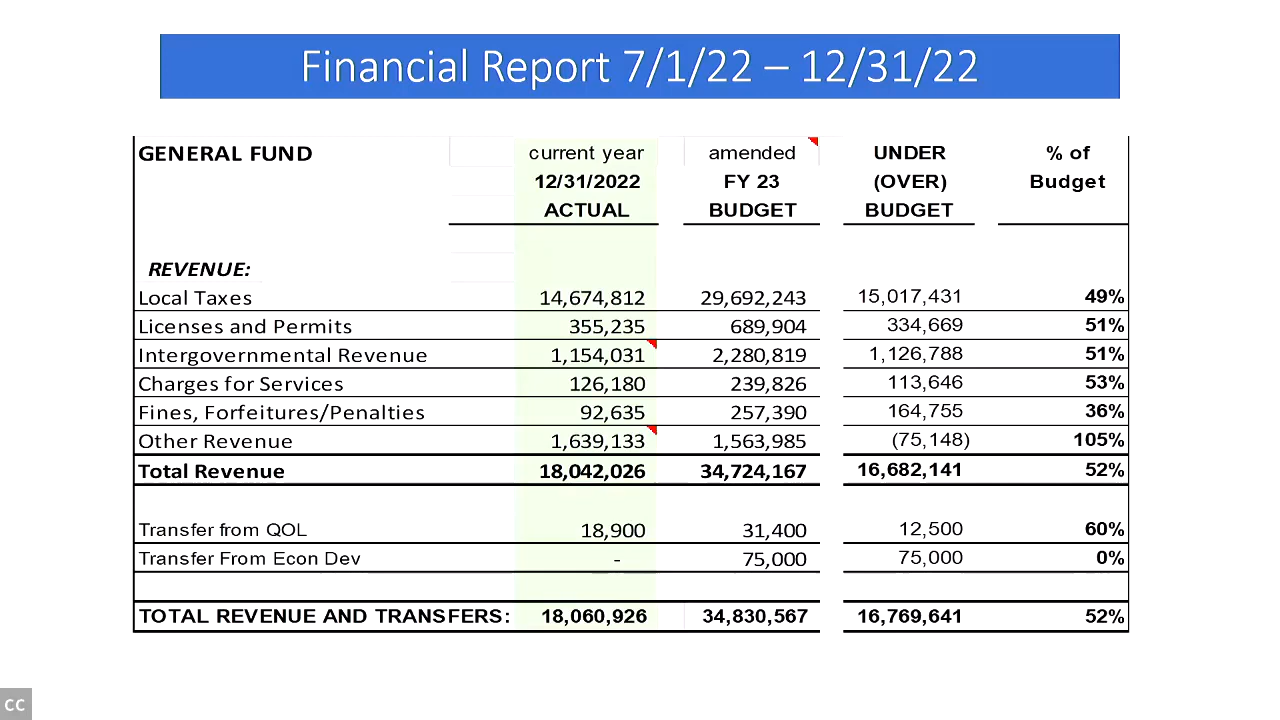 Financial Report 7/1/22 – 12/31/22
GENERAL FUND current year amended UNDER % of
12/31/2022 FY 23 (OVER) Budget
ACTUAL BUDGET BUDGET
REVENUE:
Local Taxes 14,674,812 29,692,243 15,017,431 49%
Licenses and Permits 355,235 689,904 334,669 51%
Intergovernmental Revenue 1,154,031 2,280,819 1,126,788 51%
Charges for Services 126,180 239,826 113,646 53%
Fines, Forfeitures/Penalties 92,635 257,390 164,755 36%
Other Revenue 1,639,133 1,563,985 (75,148) 105%
Total Revenue 18,042,026 34,724,167 16,682,141 52%
Transfer from QOL 18,900 31,400 12,500 60%
Transfer From Econ Dev - 75,000 75,000 0%
TOTAL REVENUE AND TRANSFERS: 18,060,926 34,830,567 16,769,641 52%
CC